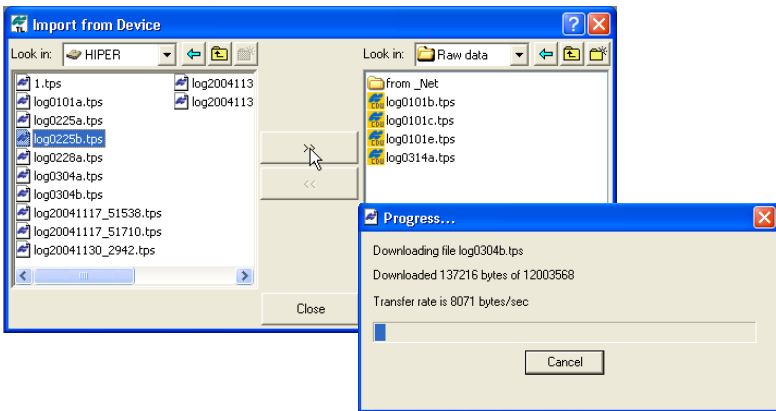 Import from Device
Look in: HIPER
Look in: Raw data
1.tps
log0101a.tps
log0225a.tps
log0225b.tps
log0228a.tps
log0304a.tps
log0304b.tps
log20041117_51538.tps
log20041117_51710.tps
log20041130_2942.tps
log2004113
log2004113
>>
<<
Close
from _Net
log0101b.tps
log0101c.tps
log0101e.tps
log0314a.tps
Progress...
Downloading file log0304b.tps
Downloaded 137216 bytes of 12003568
Transfer rate is 8071 bytes/sec
Cancel